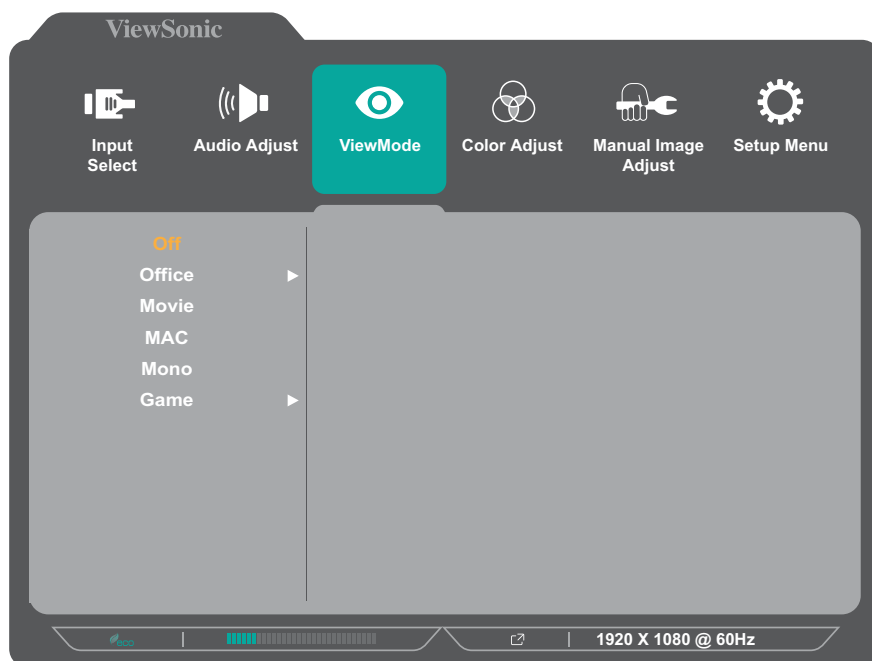 ViewSonic
Input
Select
Audio Adjust
ViewMode
Color Adjust
Manual Image
Adjust
Setup Menu
Off
Office
Movie
MAC
Mono
Game
eco
1920 X 1080 @ 60Hz